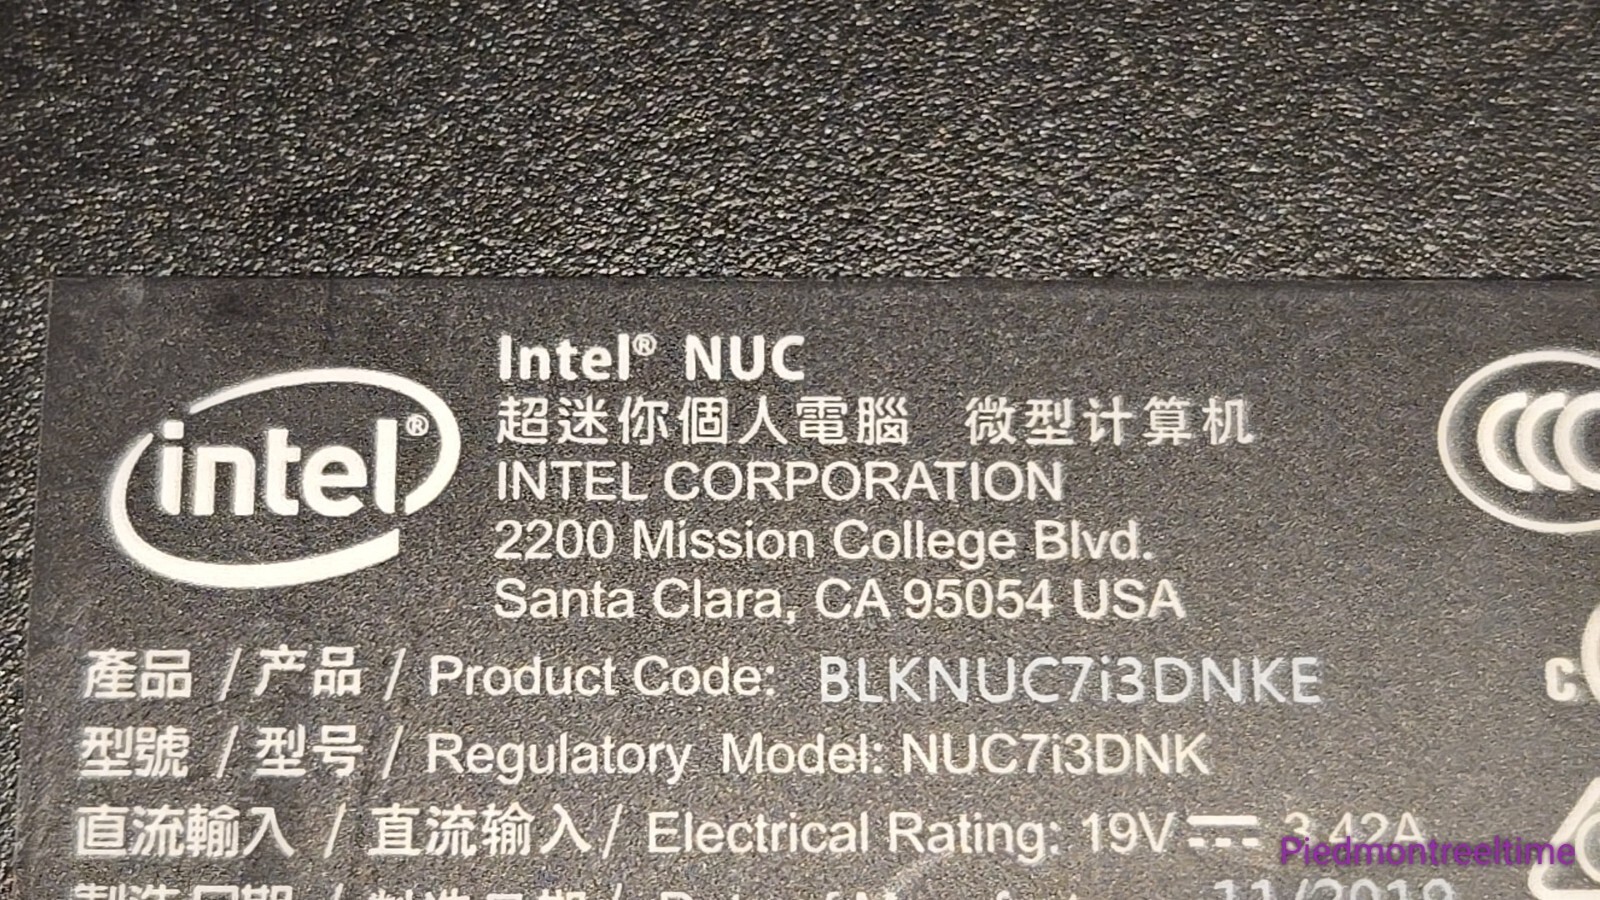 intel®
Intel® NUC
超迷你個人電腦 微型计算机
INTEL CORPORATION
2200 Mission College Blvd.
Santa Clara, CA 95054 USA
產品 / 产品 / Product Code: BLKNUC7i3DNKE
型號 / 型号 / Regulatory Model: NUC7i3DNK
直流輸入 / 直流输入 / Electrical Rating: 19V 3.42A
Piedmontreeltime